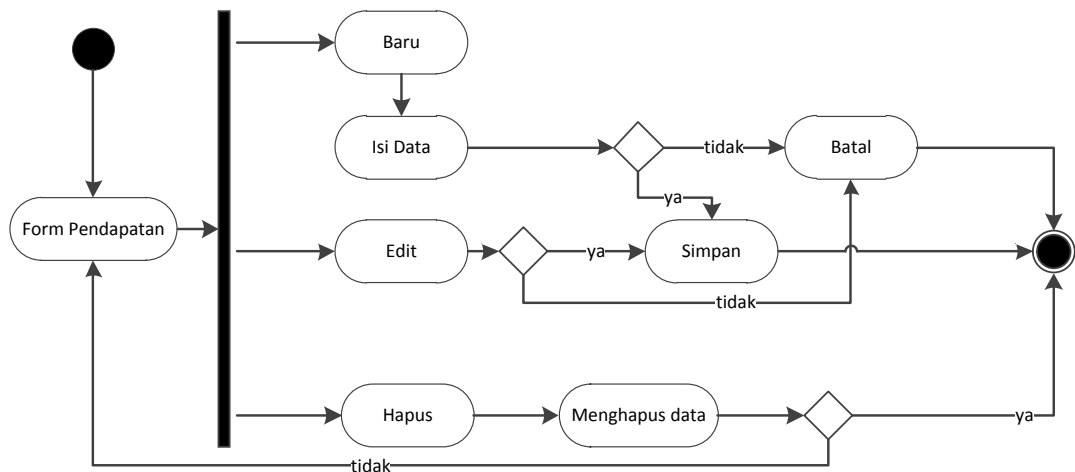 Baru
Isi Data
tidak
Batal
ya
Form Pendapatan
Edit
ya
Simpan
tidak
Hapus
Menghapus data
ya
tidak